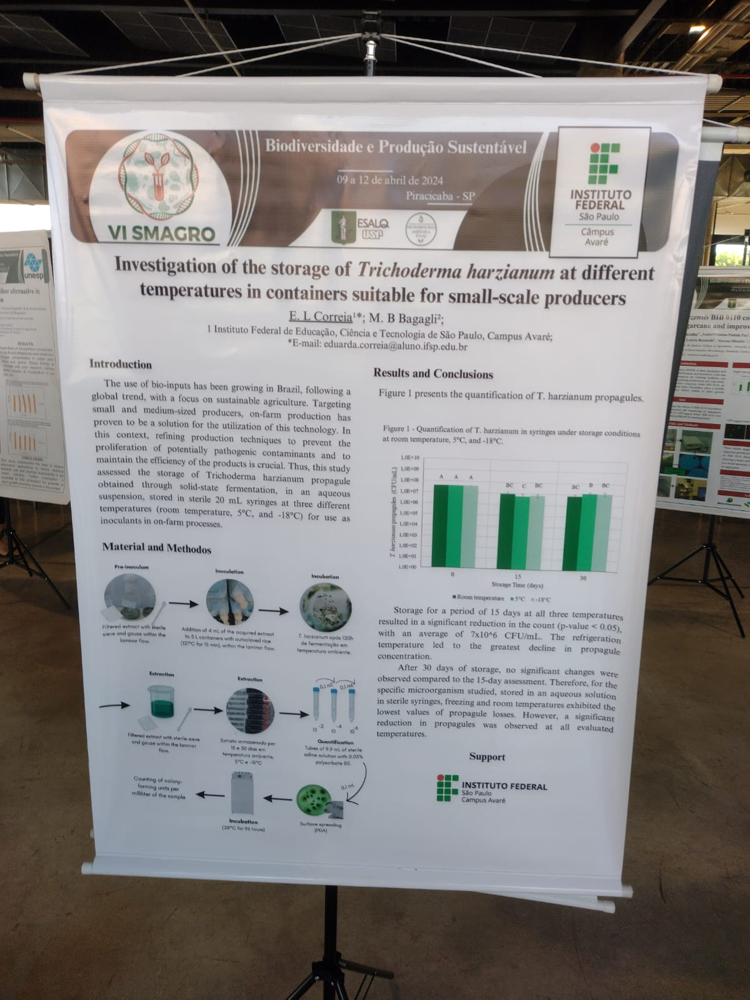 VI SMAGRO
Biodiversidade e Produção Sustentável
09 a 12 de abril de 2024
Piracicaba - SP
ESALQ
USP
INSTITUTO
FEDERAL
São Paulo
Câmpus
Avaré
Investigation of the storage of Trichoderma harzianum at different
temperatures in containers suitable for small-scale producers
E. L Correia¹*; M. B Bagagli²;
1 Instituto Federal de Educação, Ciência e Tecnologia de São Paulo, Campus Avaré;
*E-mail: eduarda.correia@aluno.ifsp.edu.br
Introduction
The use of bio-inputs has been growing in Brazil, following a
global trend, with a focus on sustainable agriculture. Targeting
small and medium-sized producers, on-farm production has
proven to be a solution for the utilization of this technology. In
this context, refining production techniques to prevent the
proliferation of potentially pathogenic contaminants and to
maintain the efficiency of the products is crucial. Thus, this study
assessed the storage of Trichoderma harzianum propagule
obtained through solid-state fermentation, in an aqueous
suspension, stored in sterile 20 mL syringes at three different
temperatures (room temperature, 5°C, and -18°C) for use as
inoculants in on-farm processes.
Material and Methodos
Pre-inoculum
Filtered extract with sterile
sieve and gauze within the
laminar flow.
Inoculation
Addition of 4 mL of the acquired extract
to 5 L containers with autoclaved rice
(121°C for 15 min), within the laminar flow.
Incubation
T. harzianum após 120h
de fermentação em
temperatura ambiente.
Extraction
Filtered extract with sterile sieve
and gauze within the laminar
flow.
Extraction
Extrato armazenado por
15 e 30 dias em
temperatura ambiente,
5°C e -18°C
0,1 mL 0,1 mL
10 -2 10 -4 10 -6
Quantification
Tubes of 9.9 mL of sterile
saline solution with 0.05%
polysorbate 80.
0,1 mL
Surface spreading
(PDA)
Incubation
(28°C for 96 hours)
Counting of colony-
forming units per
milliliter of the sample
Results and Conclusions
Figure 1 presents the quantification of T. harzianum propagules.
Figure 1 - Quantification of T. harzianum in syringes under storage conditions
at room temperature, 5°C, and -18°C.
T. harzianum propagules (CFU/mL)
1,0E+10
1,0E+09
1,0E+08
1,0E+07
1,0E+06
1,0E+05
1,0E+04
1,0E+03
1,0E+02
1,0E+01
1,0E+00
A A A
BC C BC
BC B BC
0 15 30
Storage Time (days)
Room temperature 5°C -18°C
Storage for a period of 15 days at all three temperatures
resulted in a significant reduction in the count (p-value < 0.05),
with an average of 7x10^6 CFU/mL. The refrigeration
temperature led to the greatest decline in propagule
concentration.
After 30 days of storage, no significant changes were
observed compared to the 15-day assessment. Therefore, for the
specific microorganism studied, stored in an aqueous solution
in sterile syringes, freezing and room temperatures exhibited the
lowest values of propagule losses. However, a significant
reduction in propagules was observed at all evaluated
temperatures.
Support
INSTITUTO FEDERAL
São Paulo
Campus Avaré
unesp
alternative in
RESULTS:
CONCLUSION
BiB 0110
and